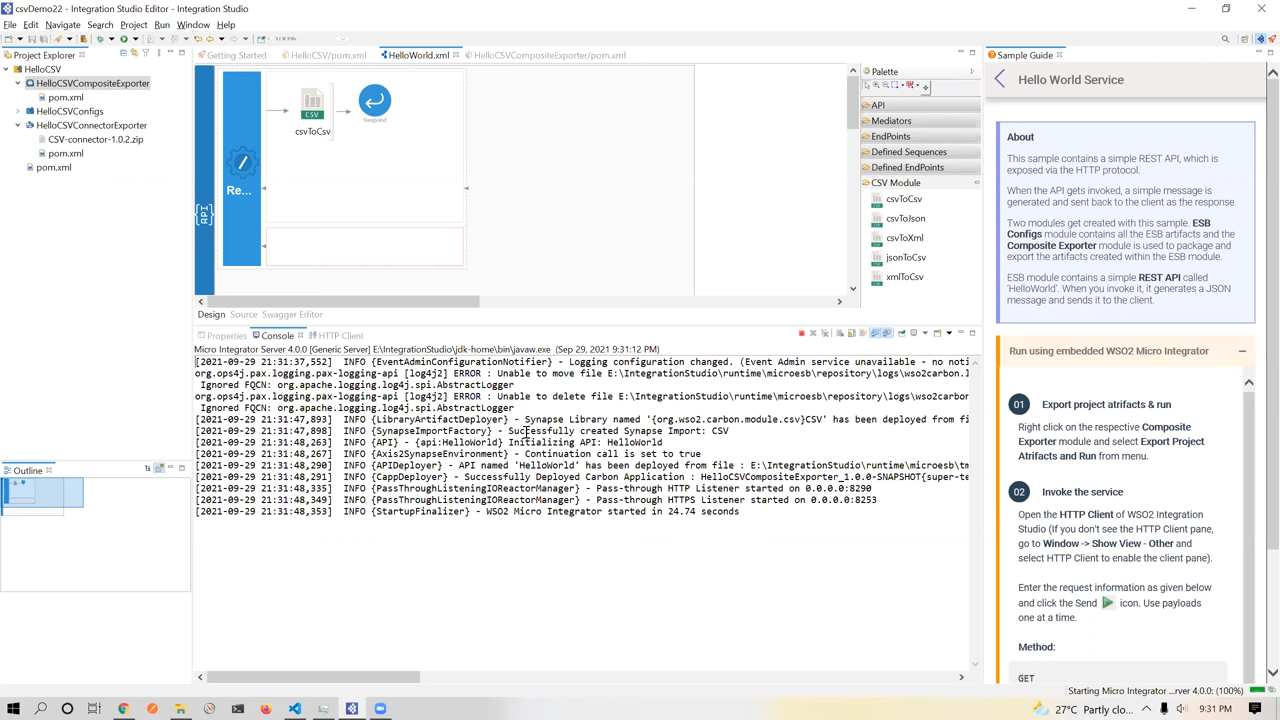 csvDemo22 - Integration Studio Editor - Integration Studio
File Edit Navigate Search Project Run Window Help
Project Explorer
HelloCSV
HelloCSVCompositeExporter
pom.xml
HelloCSVConfigs
HelloCSVConnectorExporter
CSV-connector-1.0.2.zip
pom.xml
pom.xml
Outline
Getting Started HelloCSV/pom.xml HelloWorld.xml HelloCSVCompositeExporter/pom.xml
API
Re...
CSV
csvToCsv
Respond
Palette
API
Mediators
EndPoints
Defined Sequences
Defined EndPoints
CSV Module
csvToCsv
csvToJson
csvToXml
jsonToCsv
xmlToCsv
Design Source Swagger Editor
Properties Console HTTP Client
Micro Integrator Server 4.0.0 [Generic Server] E:\IntegrationStudio\jdk-home\bin\javaw.exe (Sep 29, 2021 9:31:12 PM)
[2021-09-29 21:31:37,552] INFO {EventAdminConfigurationNotifier} - Logging configuration changed. (Event Admin service unavailable - no noti
org.ops4j.pax.logging.pax-logging-api [log4j2] ERROR : Unable to move file E:\IntegrationStudio\runtime\microesb\repository\logs\wso2carbon.l
Ignored FQCN: org.apache.logging.log4j.spi.AbstractLogger
org.ops4j.pax.logging.pax-logging-api [log4j2] ERROR : Unable to delete file E:\IntegrationStudio\runtime\microesb\repository\logs\wso2carbon
Ignored FQCN: org.apache.logging.log4j.spi.AbstractLogger
[2021-09-29 21:31:47,893] INFO {LibraryArtifactDeployer} - Synapse Library named '{org.wso2.carbon.module.csv}CSV' has been deployed from fi
[2021-09-29 21:31:47,898] INFO {SynapseImportFactory} - Successfully created Synapse Import: CSV
[2021-09-29 21:31:48,263] INFO {API} - {api:HelloWorld} Initializing API: HelloWorld
[2021-09-29 21:31:48,267] INFO {Axis2SynapseEnvironment} - Continuation call is set to true
[2021-09-29 21:31:48,290] INFO {APIDeployer} - API named 'HelloWorld' has been deployed from file : E:\IntegrationStudio\runtime\microesb\tm
[2021-09-29 21:31:48,291] INFO {CappDeployer} - Successfully Deployed Carbon Application : HelloCSVCompositeExporter_1.0.0-SNAPSHOT{super-te
[2021-09-29 21:31:48,335] INFO {PassThroughListeningIOReactorManager} - Pass-through HTTP Listener started on 0.0.0.0:8290
[2021-09-29 21:31:48,349] INFO {PassThroughListeningIOReactorManager} - Pass-through HTTPS Listener started on 0.0.0.0:8253
[2021-09-29 21:31:48,353] INFO {StartupFinalizer} - WSO2 Micro Integrator started in 24.74 seconds
Sample Guide
Hello World Service
About
This sample contains a simple REST API, which is
exposed via the HTTP protocol.
When the API gets invoked, a simple message is
generated and sent back to the client as the response.
Two modules get created with this sample. ESB
Configs module contains all the ESB artifacts and the
Composite Exporter module is used to package and
export the artifacts created within the ESB module.
ESB module contains a simple REST API called
'HelloWorld'. When you invoke it, it generates a JSON
message and sends it to the client.
Run using embedded WSO2 Micro Integrator
01 Export project atrifacts & run
Right click on the respective Composite
Exporter module and select Export Project
Atrifacts and Run from menu.
02 Invoke the service
Open the HTTP Client of WSO2 Integration
Studio (If you don't see the HTTP Client pane,
go to Window -> Show View - Other and
select HTTP Client to enable the client pane).
Enter the request information as given below
and click the Send icon. Use payloads
one at a time.
Method:
GET
Starting Micro Integrator ...rver 4.0.0: (100%)
27°C Partly clo... 9:31 PM